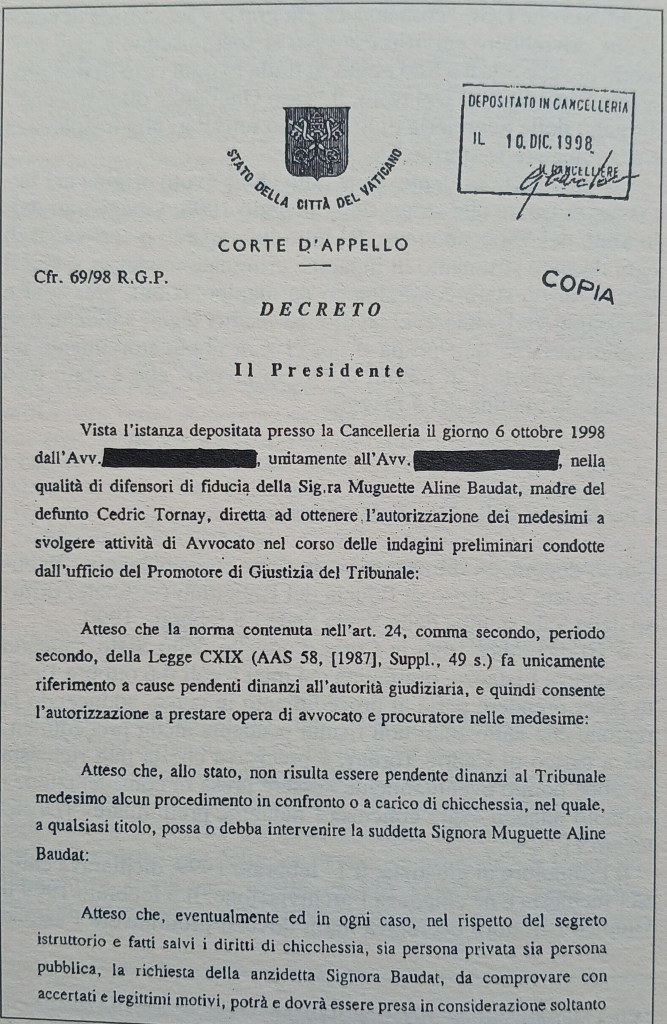 DEPOSITATO IN CANCELLERIA
IL 10. DIC. 1998
IL CANCELLIERE
STATO DELLA CITTÀ DEL VATICANO
CORTE D'APPELLO
Cfr. 69/98 R.G.P.
COPIA
DECRETO
Il Presidente
Vista l'istanza depositata presso la Cancelleria il giorno 6 ottobre 1998
dall'Avv. , unitamente all'Avv. , nella
qualità di difensori di fiducia della Sig.ra Muguette Aline Baudat, madre del
defunto Cedric Tornay, diretta ad ottenere l'autorizzazione dei medesimi a
svolgere attività di Avvocato nel corso delle indagini preliminari condotte
dall'ufficio del Promotore di Giustizia del Tribunale:
Atteso che la norma contenuta nell'art. 24, comma secondo, periodo
secondo, della Legge CXIX (AAS 58, [1987], Suppl., 49 s.) fa unicamente
riferimento a cause pendenti dinanzi all'autorità giudiziaria, e quindi consente
l'autorizzazione a prestare opera di avvocato e procuratore nelle medesime:
Atteso che, allo stato, non risulta essere pendente dinanzi al Tribunale
medesimo alcun procedimento in confronto o a carico di chicchessia, nel quale,
a qualsiasi titolo, possa o debba intervenire la suddetta Signora Muguette Aline
Baudat:
Atteso che, eventualmente ed in ogni caso, nel rispetto del segreto
istruttorio e fatti salvi i diritti di chicchessia, sia persona privata sia persona
pubblica, la richiesta della anzidetta Signora Baudat, da comprovare con
accertati e legittimi motivi, potrà e dovrà essere presa in considerazione soltanto